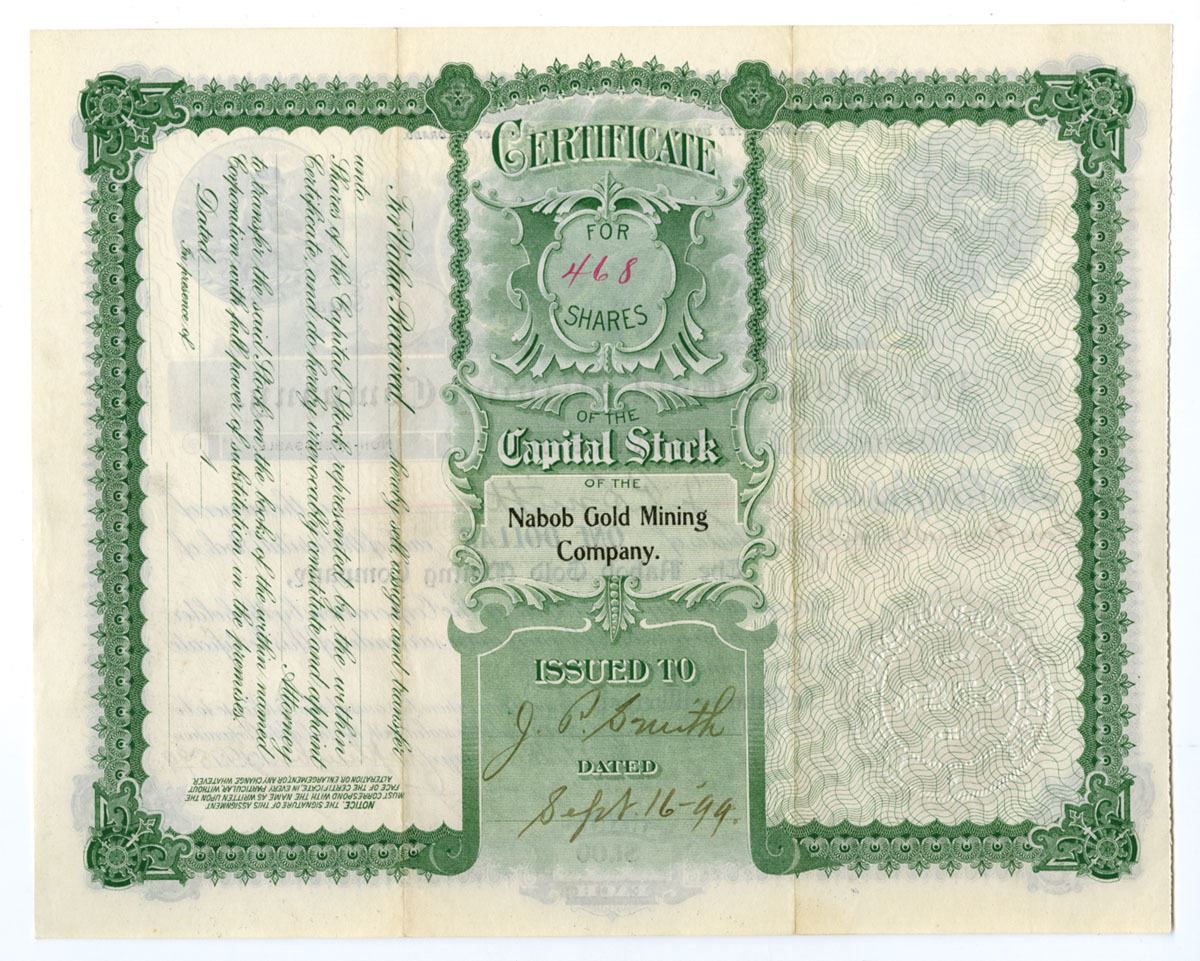 CERTIFICATE
FOR
468
SHARES
OF THE
Capital Stock
OF THE
Nabob Gold Mining
Company.
ISSUED TO
J. P. Smith
DATED
Sept. 16-99.
For Value Received hereby sell, assign and transfer
unto
Shares of the Capital Stock represented by the within
Certificate, and do hereby irrevocably constitute and appoint
Attorney
to transfer the said Stock on the books of the within named
Corporation with full power of substitution in the premises.
Dated 1
In presence of
NOTICE. THE SIGNATURE OF THIS ASSIGNMENT
MUST CORRESPOND WITH THE NAME AS WRITTEN UPON THE
FACE OF THE CERTIFICATE, IN EVERY PARTICULAR WITHOUT
ALTERATION OR ENLARGEMENT, OR ANY CHANGE WHATEVER.